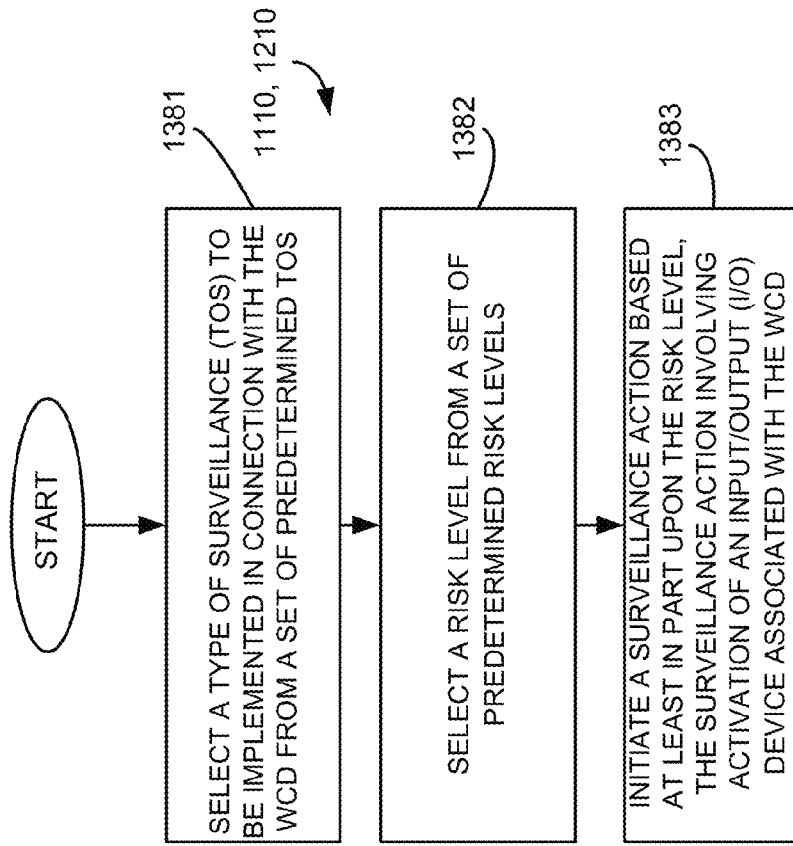 START
1110, 1210
1381
SELECT A TYPE OF SURVEILLANCE (TOS) TO
BE IMPLEMENTED IN CONNECTION WITH THE
WCD FROM A SET OF PREDETERMINED TOS
1382
SELECT A RISK LEVEL FROM A SET OF
PREDETERMINED RISK LEVELS
1383
INITIATE A SURVEILLANCE ACTION BASED
AT LEAST IN PART UPON THE RISK LEVEL,
THE SURVEILLANCE ACTION INVOLVING
ACTIVATION OF AN INPUT/OUTPUT (I/O)
DEVICE ASSOCIATED WITH THE WCD